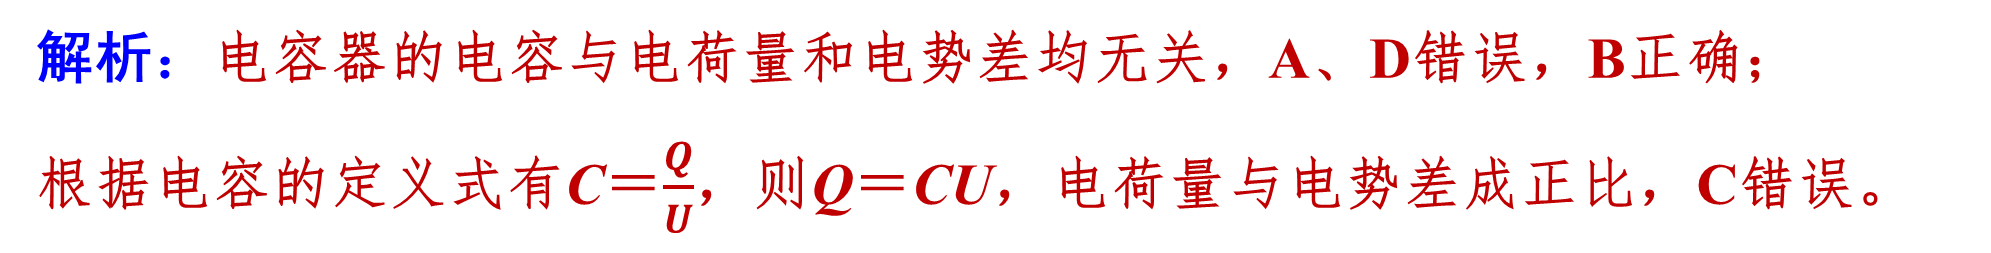 解析：电容器的电容与电荷量和电势差均无关，A、D错误，B正确；
根据电容的定义式有C＝Q/U，则Q＝CU，电荷量与电势差成正比，C错误。